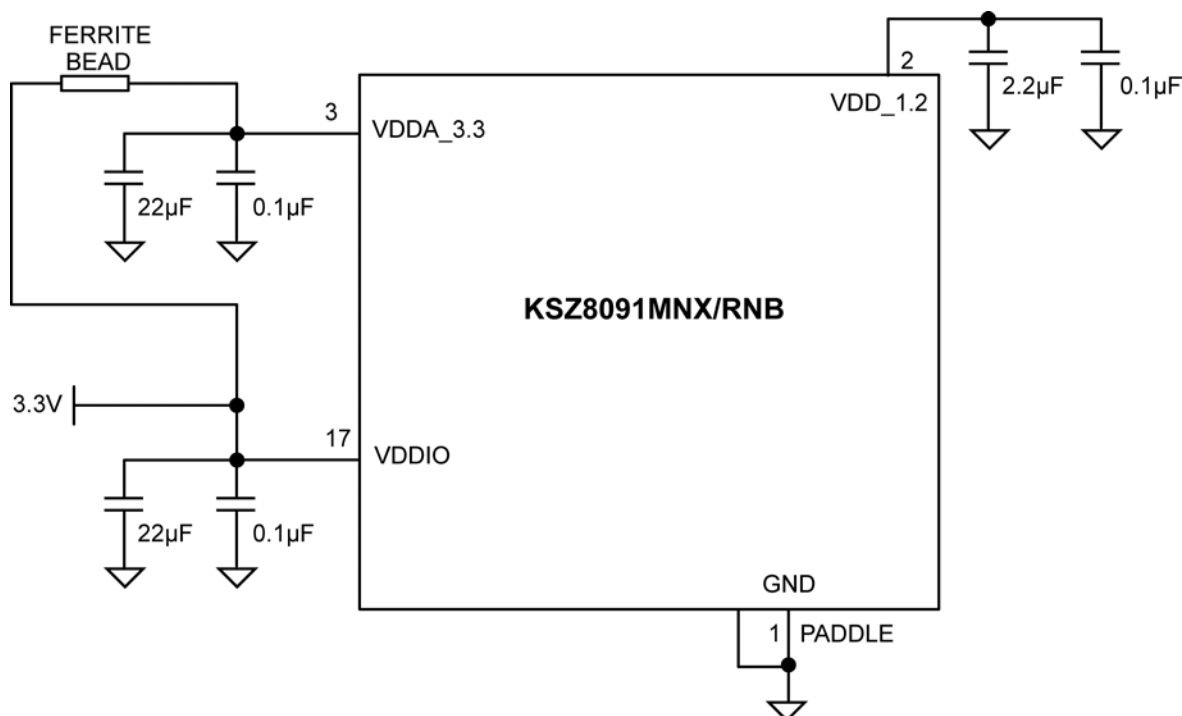 FERRITE
BEAD
2
VDD_1.2
2.2µF
0.1µF
3
VDDA_3.3
22µF
0.1µF
KSZ8091MNX/RNB
3.3V
17
VDDIO
22µF
0.1µF
GND
1 PADDLE